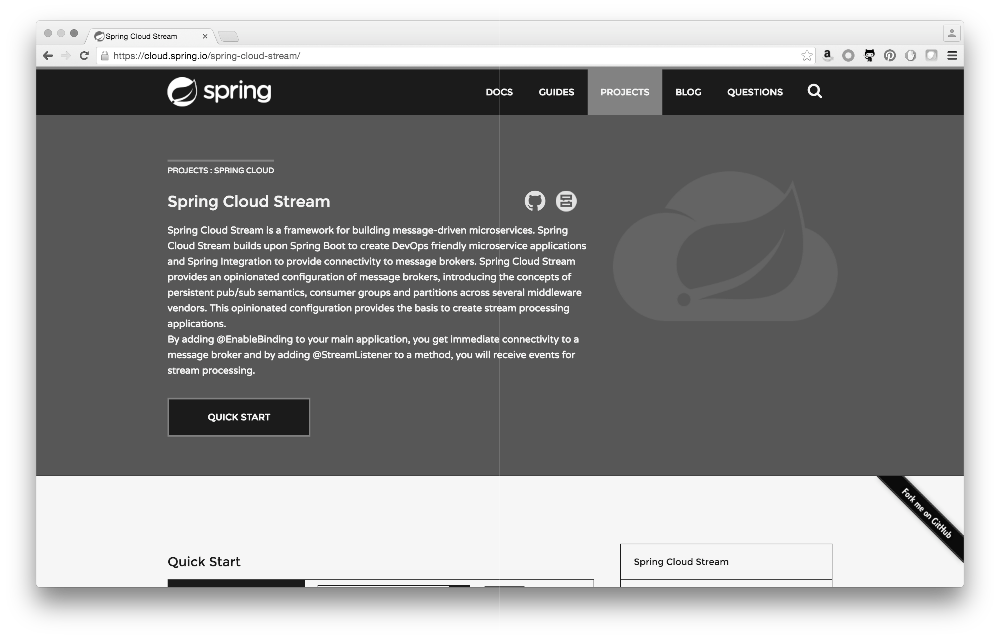 Spring Cloud Stream
https://cloud.spring.io/spring-cloud-stream/
spring
DOCS GUIDES PROJECTS BLOG QUESTIONS
PROJECTS : SPRING CLOUD
Spring Cloud Stream
Spring Cloud Stream is a framework for building message-driven microservices. Spring
Cloud Stream builds upon Spring Boot to create DevOps friendly microservice applications
and Spring Integration to provide connectivity to message brokers. Spring Cloud Stream
provides an opinionated configuration of message brokers, introducing the concepts of
persistent pub/sub semantics, consumer groups and partitions across several middleware
vendors. This opinionated configuration provides the basis to create stream processing
applications.
By adding @EnableBinding to your main application, you get immediate connectivity to a
message broker and by adding @StreamListener to a method, you will receive events for
stream processing.
QUICK START
Fork me on GitHub
Quick Start
Spring Cloud Stream